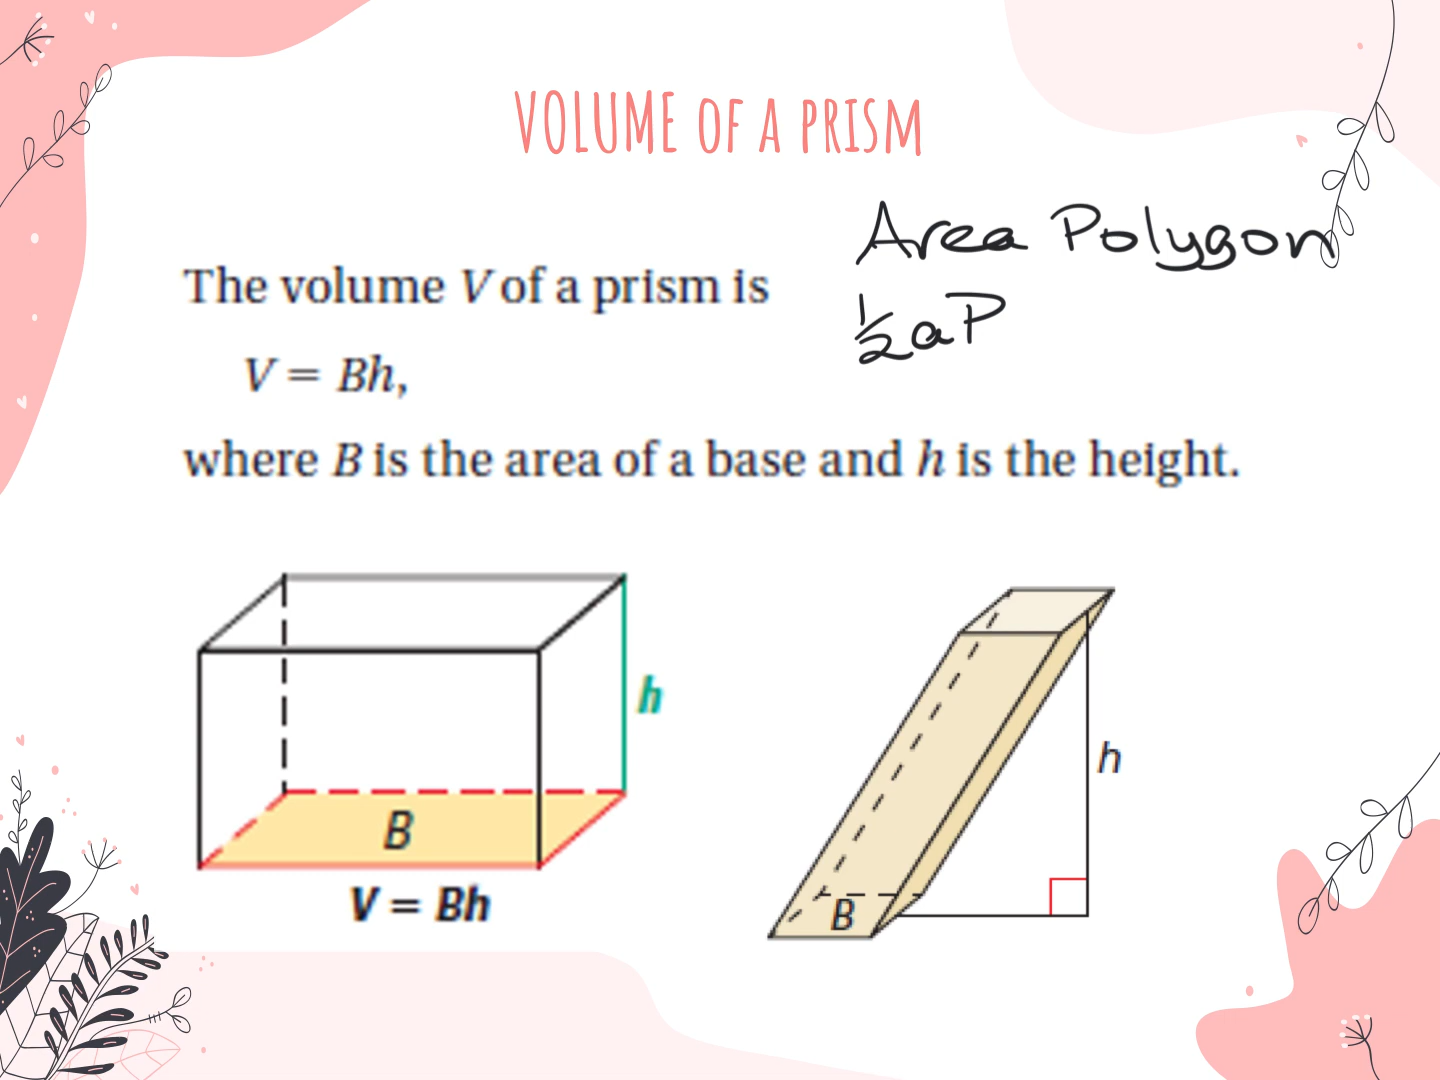 VOLUME OF A PRISM
Area Polygon
The volume V of a prism is
½aP
V = Bh,
where B is the area of a base and h is the height.
h
h
B
B
V = Bh